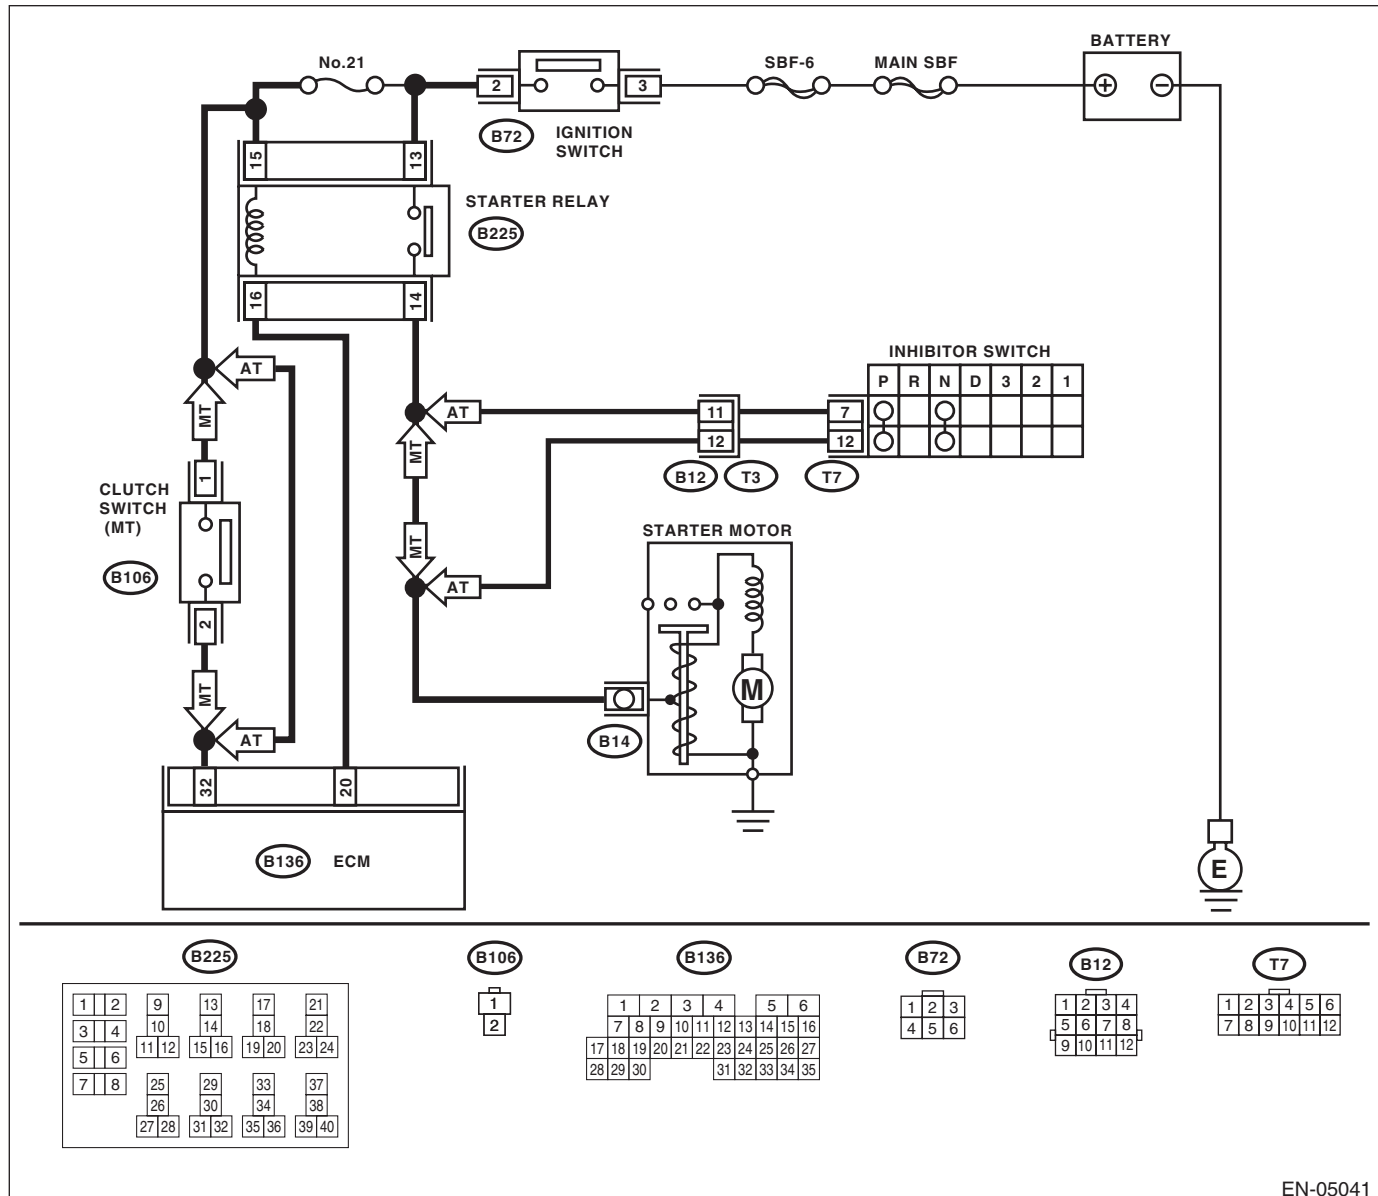 BATTERY
No.21
SBF-6
MAIN SBF
+
−
2
3
B72
IGNITION
SWITCH
15
13
STARTER RELAY
B225
16
14
INHIBITOR SWITCH
P R N D 3 2 1
AT
MT
AT
11
7
12
12
MT
B12
T3
T7
1
CLUTCH
SWITCH
(MT)
B106
STARTER MOTOR
MT
AT
2
MT
M
B14
AT
32
20
B136
ECM
E
B225
B106
B136
B72
B12
T7
1 2 9 13 17 21
3 4 10 14 18 22
5 6 11 12 15 16 19 20 23 24
7 8 25 29 33 37
26 30 34 38
27 28 31 32 35 36 39 40
1
2
1 2 3 4 5 6
7 8 9 10 11 12 13 14 15 16
17 18 19 20 21 22 23 24 25 26 27
28 29 30 31 32 33 34 35
1 2 3
4 5 6
1 2 3 4
5 6 7 8
9 10 11 12
1 2 3 4 5 6
7 8 9 10 11 12
EN-05041